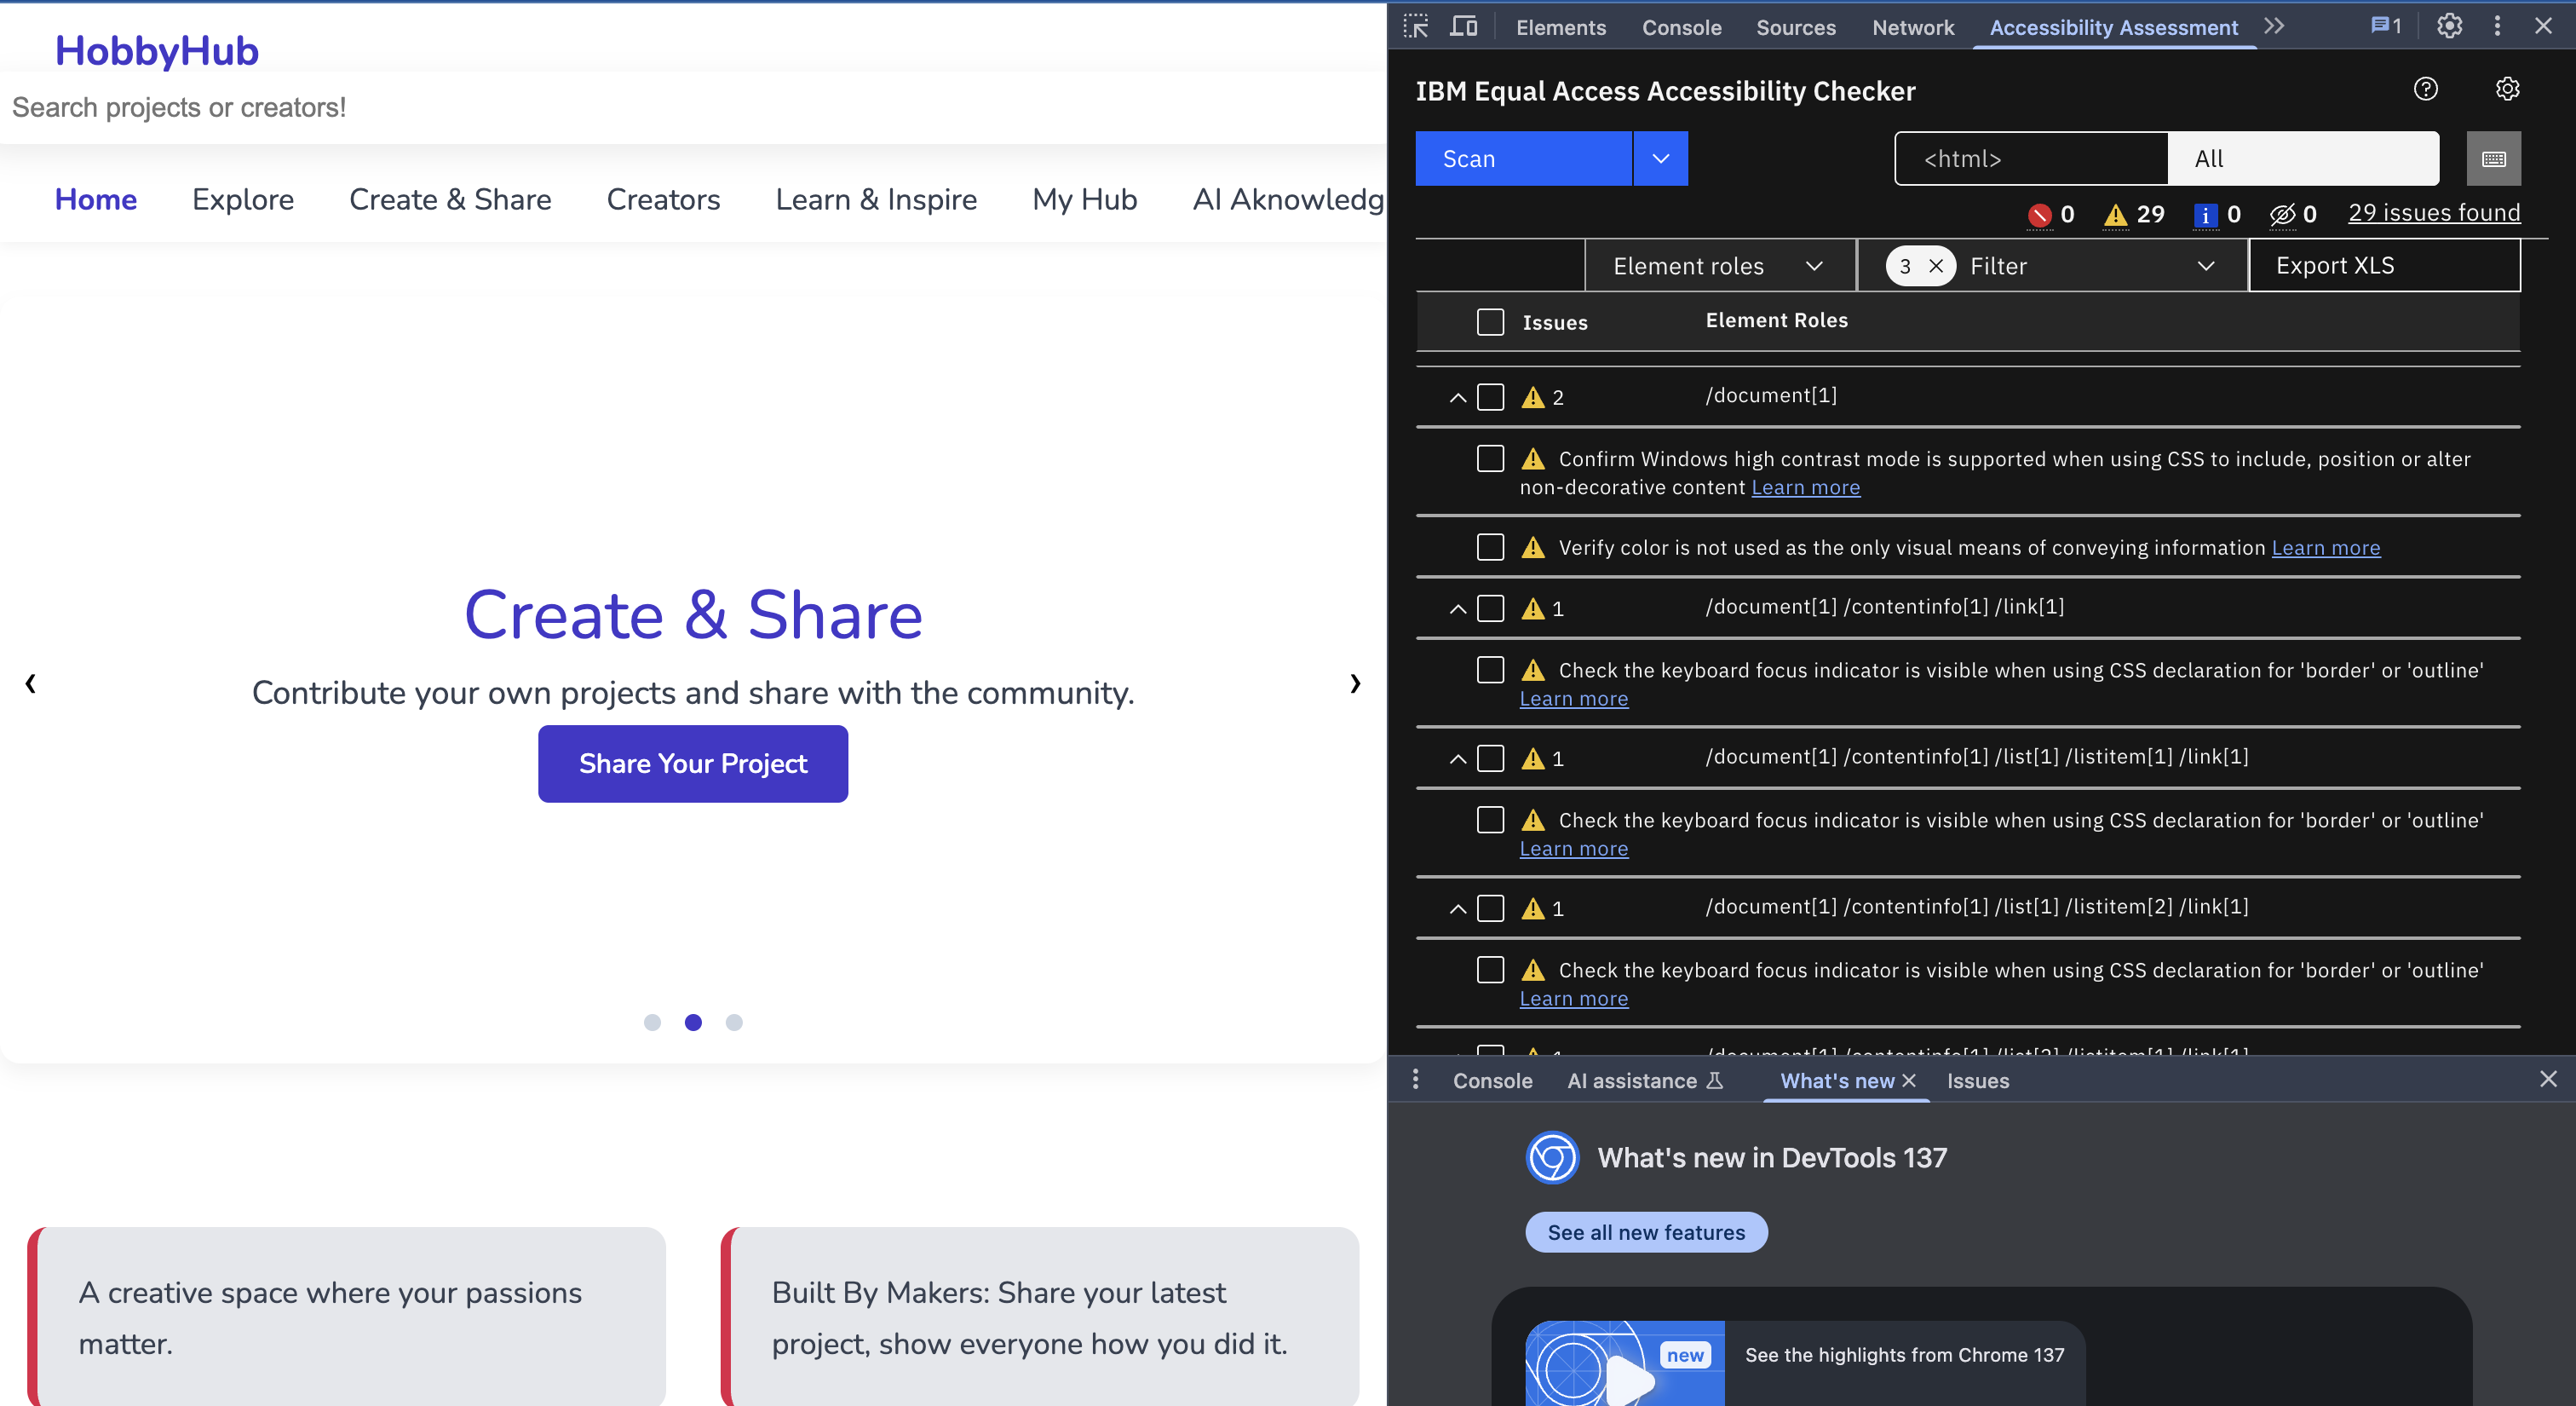 HobbyHub
Search projects or creators!
Home Explore Create & Share Creators Learn & Inspire My Hub AI Aknowledg
Create & Share
❮
❯
Contribute your own projects and share with the community.
Share Your Project
A creative space where your passions
matter.
Built By Makers: Share your latest
project, show everyone how you did it.
Elements Console Sources Network Accessibility Assessment 1
IBM Equal Access Accessibility Checker
Scan <html> All
0 29 0 0 29 issues found
Element roles 3 Filter Export XLS
Issues Element Roles
2 /document[1]
Confirm Windows high contrast mode is supported when using CSS to include, position or alter
non-decorative content Learn more
Verify color is not used as the only visual means of conveying information Learn more
1 /document[1] /contentinfo[1] /link[1]
Check the keyboard focus indicator is visible when using CSS declaration for 'border' or 'outline'
Learn more
1 /document[1] /contentinfo[1] /list[1] /listitem[1] /link[1]
Check the keyboard focus indicator is visible when using CSS declaration for 'border' or 'outline'
Learn more
1 /document[1] /contentinfo[1] /list[1] /listitem[2] /link[1]
Check the keyboard focus indicator is visible when using CSS declaration for 'border' or 'outline'
Learn more
1 /document[1] /contentinfo[1] /list[2] /listitem[1] /link[1]
Console AI assistance What's new Issues
What's new in DevTools 137
See all new features
new
See the highlights from Chrome 137